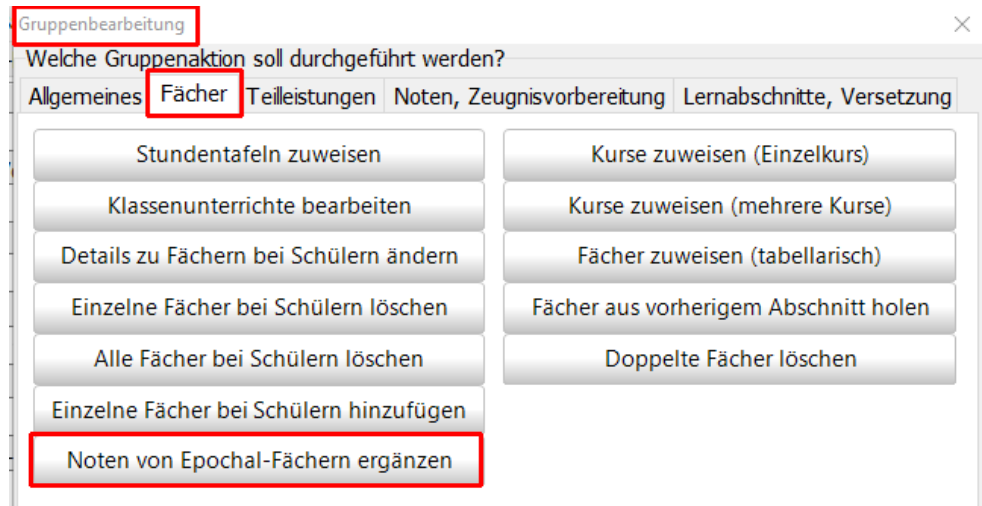 Gruppenbearbeitung
Welche Gruppenaktion soll durchgeführt werden?
Allgemeines Fächer Teilleistungen Noten, Zeugnisvorbereitung Lernabschnitte, Versetzung
Stundentafeln zuweisen
Klassenunterrichte bearbeiten
Details zu Fächern bei Schülern ändern
Einzelne Fächer bei Schülern löschen
Alle Fächer bei Schülern löschen
Einzelne Fächer bei Schülern hinzufügen
Noten von Epochal-Fächern ergänzen
Kurse zuweisen (Einzelkurs)
Kurse zuweisen (mehrere Kurse)
Fächer zuweisen (tabellarisch)
Fächer aus vorherigem Abschnitt holen
Doppelte Fächer löschen